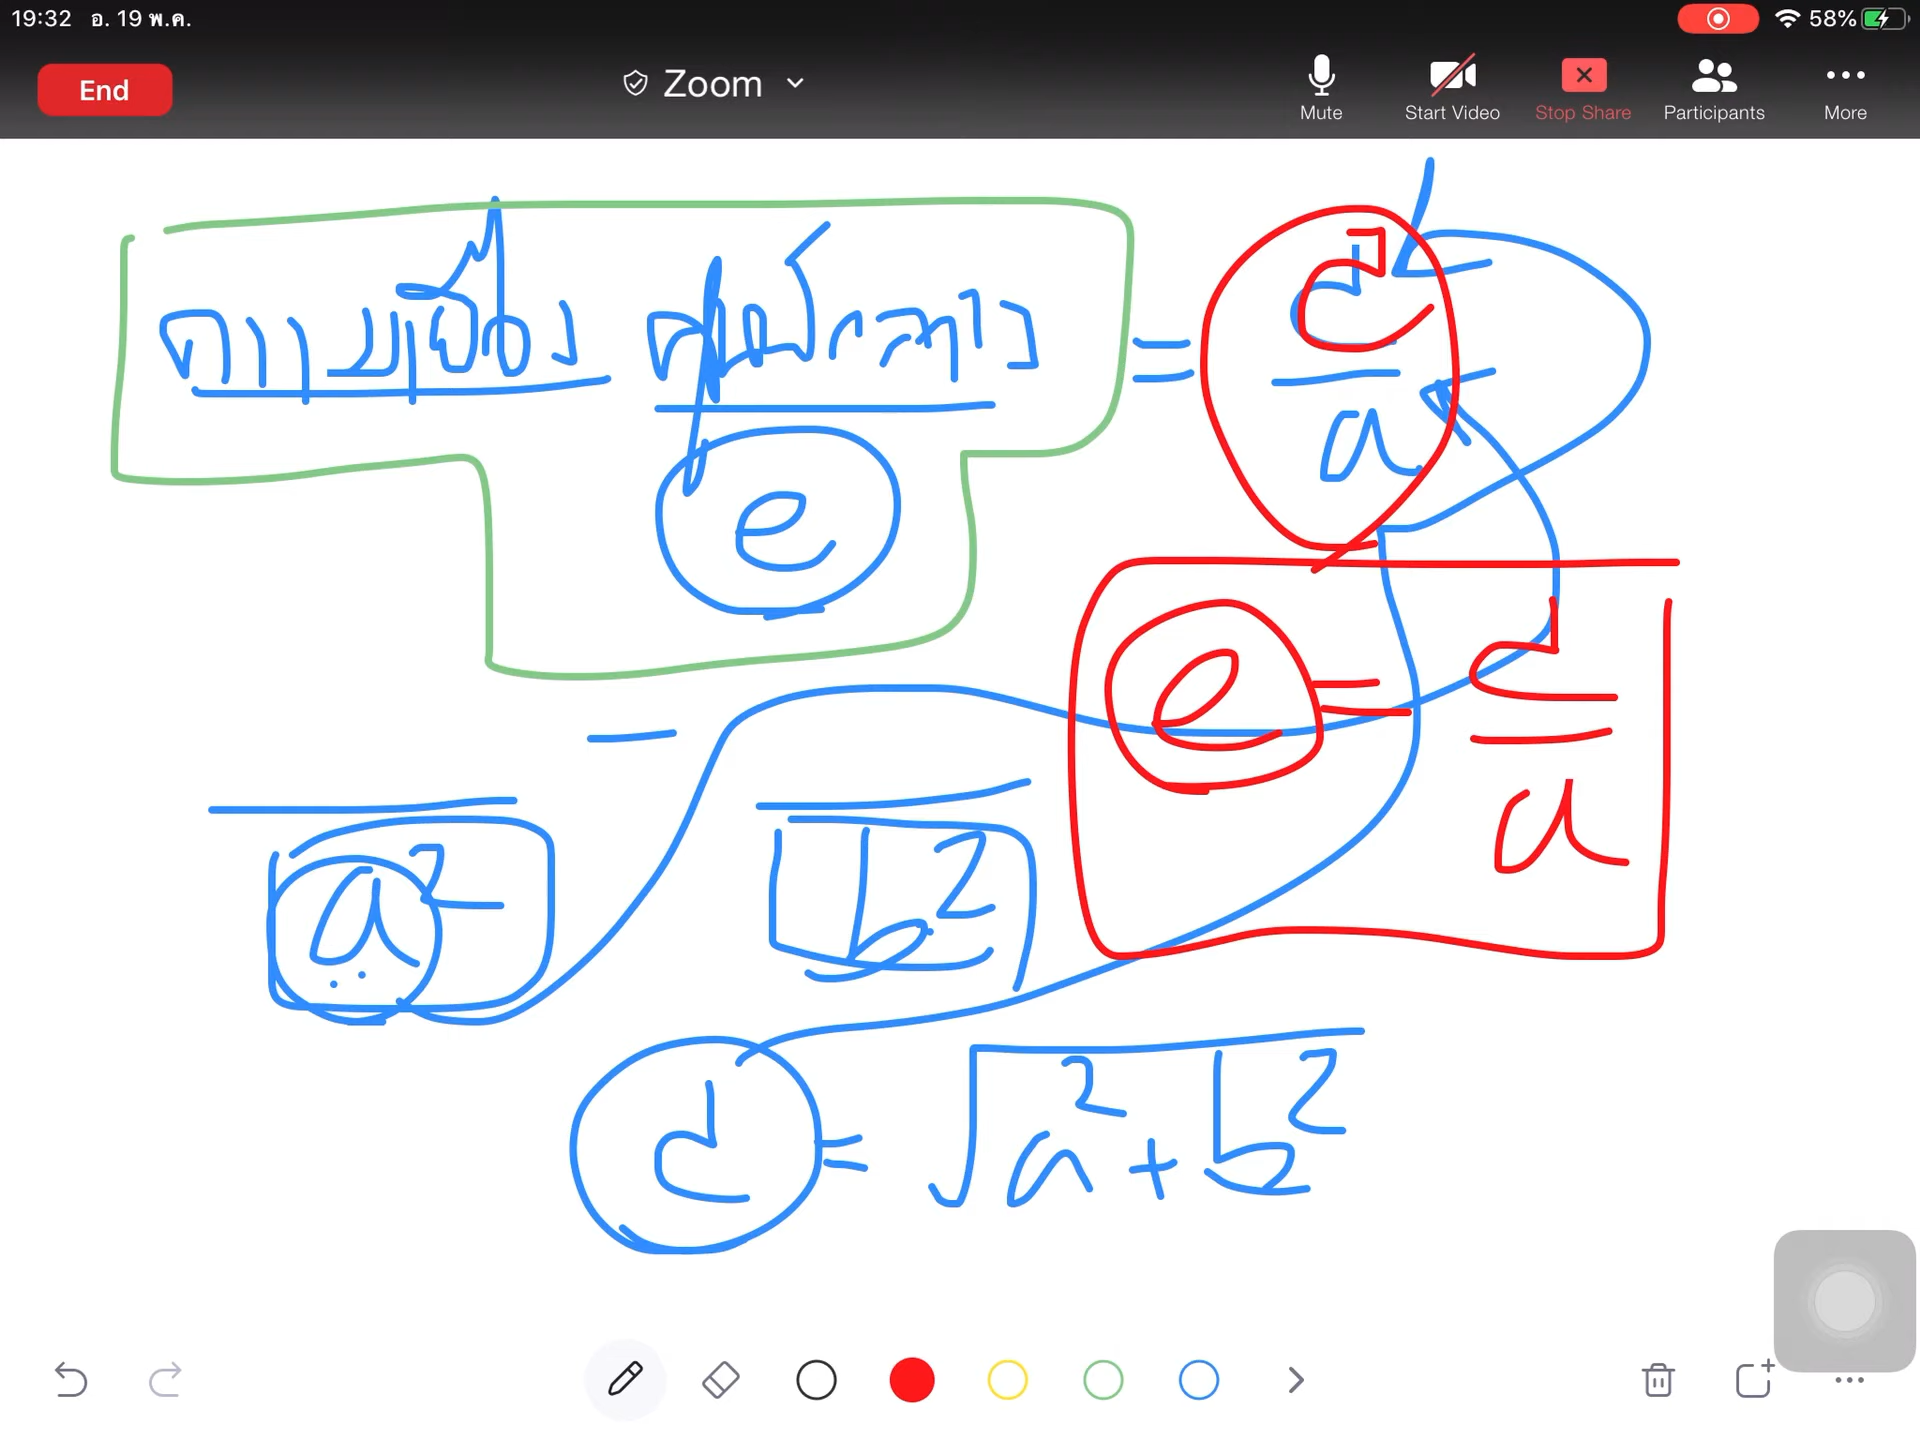 19:32 อ. 19 พ.ค. 58%
End Zoom Mute Start Video Stop Share Participants More
ความเยื้อง ศูนย์กลาง = c / a
e
e = c / a
a² b²
c = √a² + b²